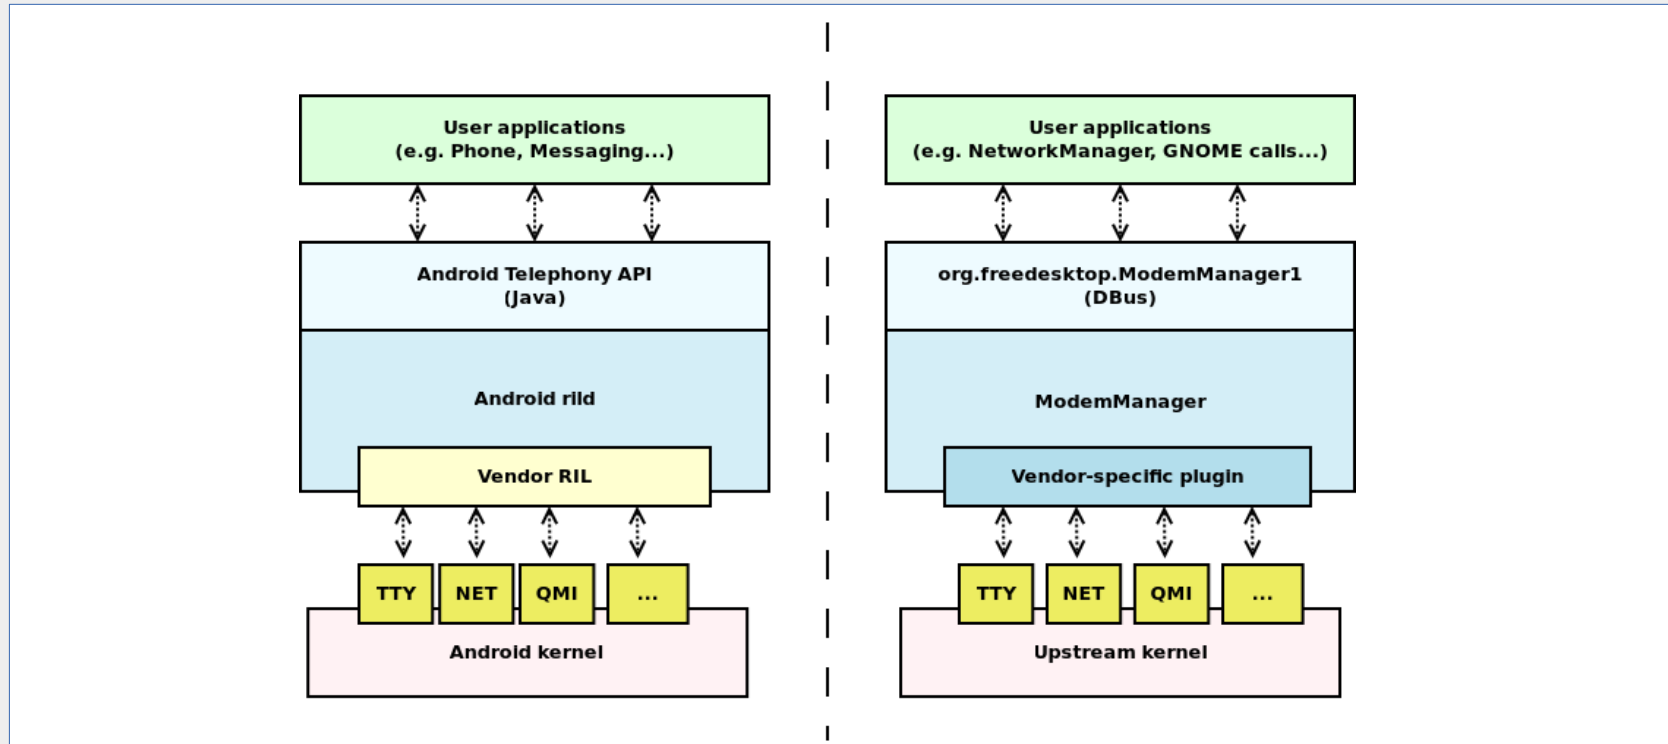 User applications
(e.g. Phone, Messaging...)
Android Telephony API
(Java)
Android rild
Vendor RIL
TTY
NET
QMI
...
Android kernel
User applications
(e.g. NetworkManager, GNOME calls...)
org.freedesktop.ModemManager1
(DBus)
ModemManager
Vendor-specific plugin
TTY
NET
QMI
...
Upstream kernel